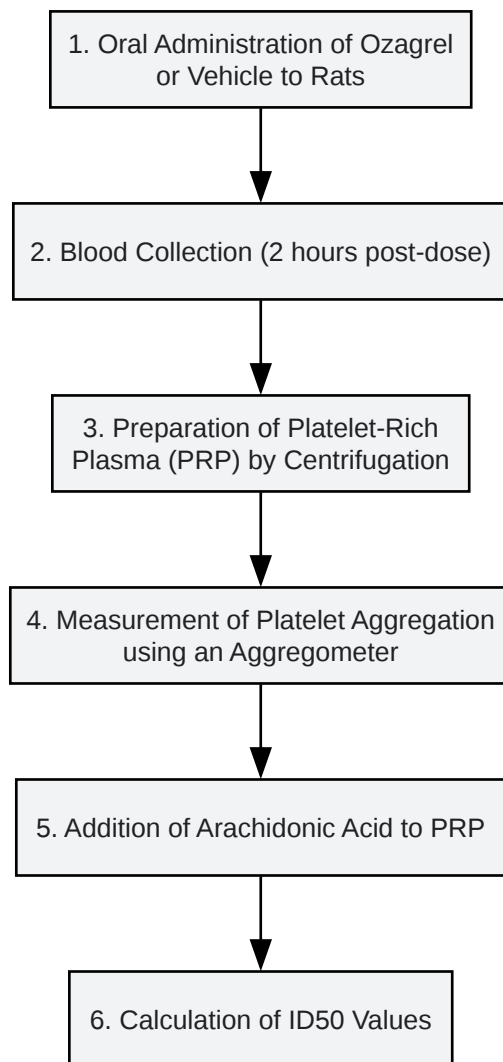 1. Oral Administration of Ozagrel
or Vehicle to Rats
2. Blood Collection (2 hours post-dose)
3. Preparation of Platelet-Rich
Plasma (PRP) by Centrifugation
4. Measurement of Platelet Aggregation
using an Aggregometer
5. Addition of Arachidonic Acid to PRP
6. Calculation of ID50 Values